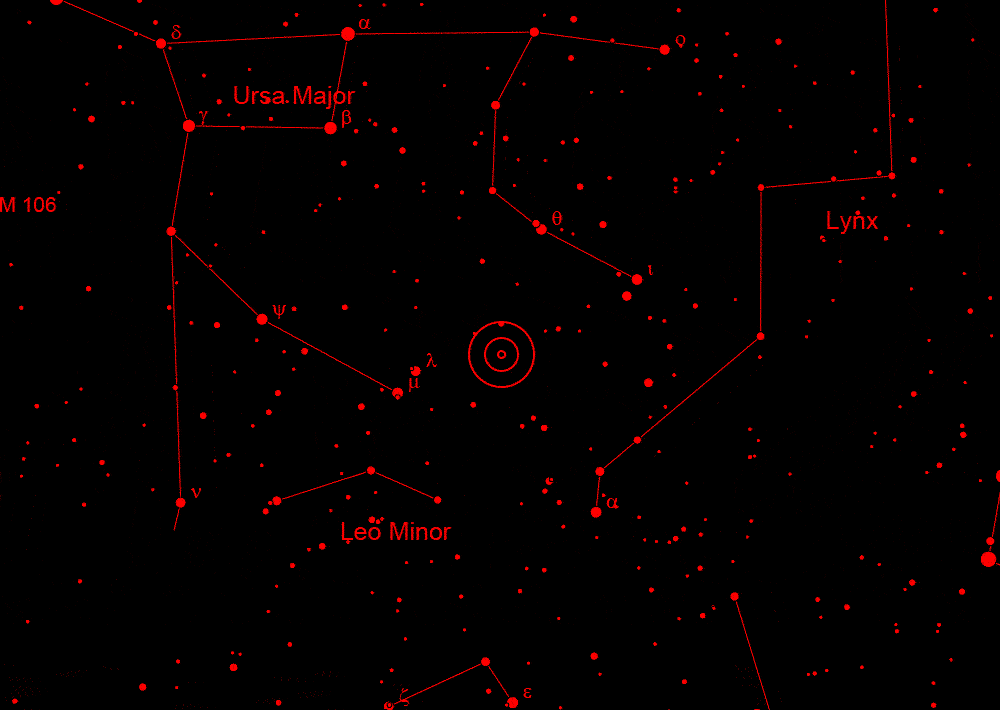 δ
α
ο
Ursa Major
γ
β
M 106
θ
Lynx
ι
ψ
λ
μ
ν
α
Leo Minor
ζ
ε